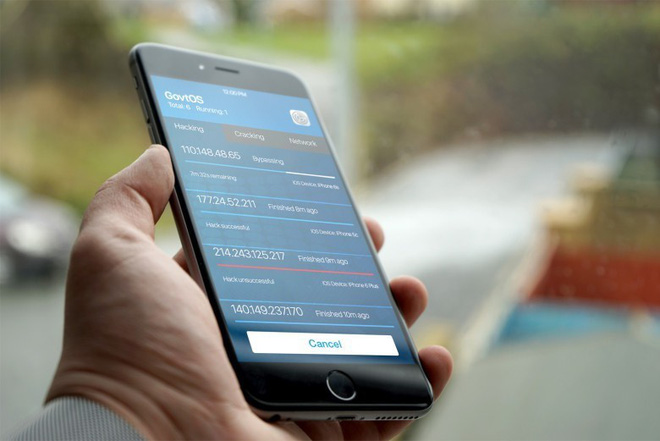 12:00 PM
GovtOS
Total: 6 Running: 1
Hacking Cracking Network
110.148.48.65 Bypassing
2m 32s remaining iOS Device: iPhone 6s
177.24.52.211 Finished 8m ago
Hack successful iOS Device: iPhone 5c
214.243.125.217 Finished 9m ago
Hack unsuccessful iOS Device: iPhone 6 Plus
140.149.237.170 Finished 10m ago
Cancel